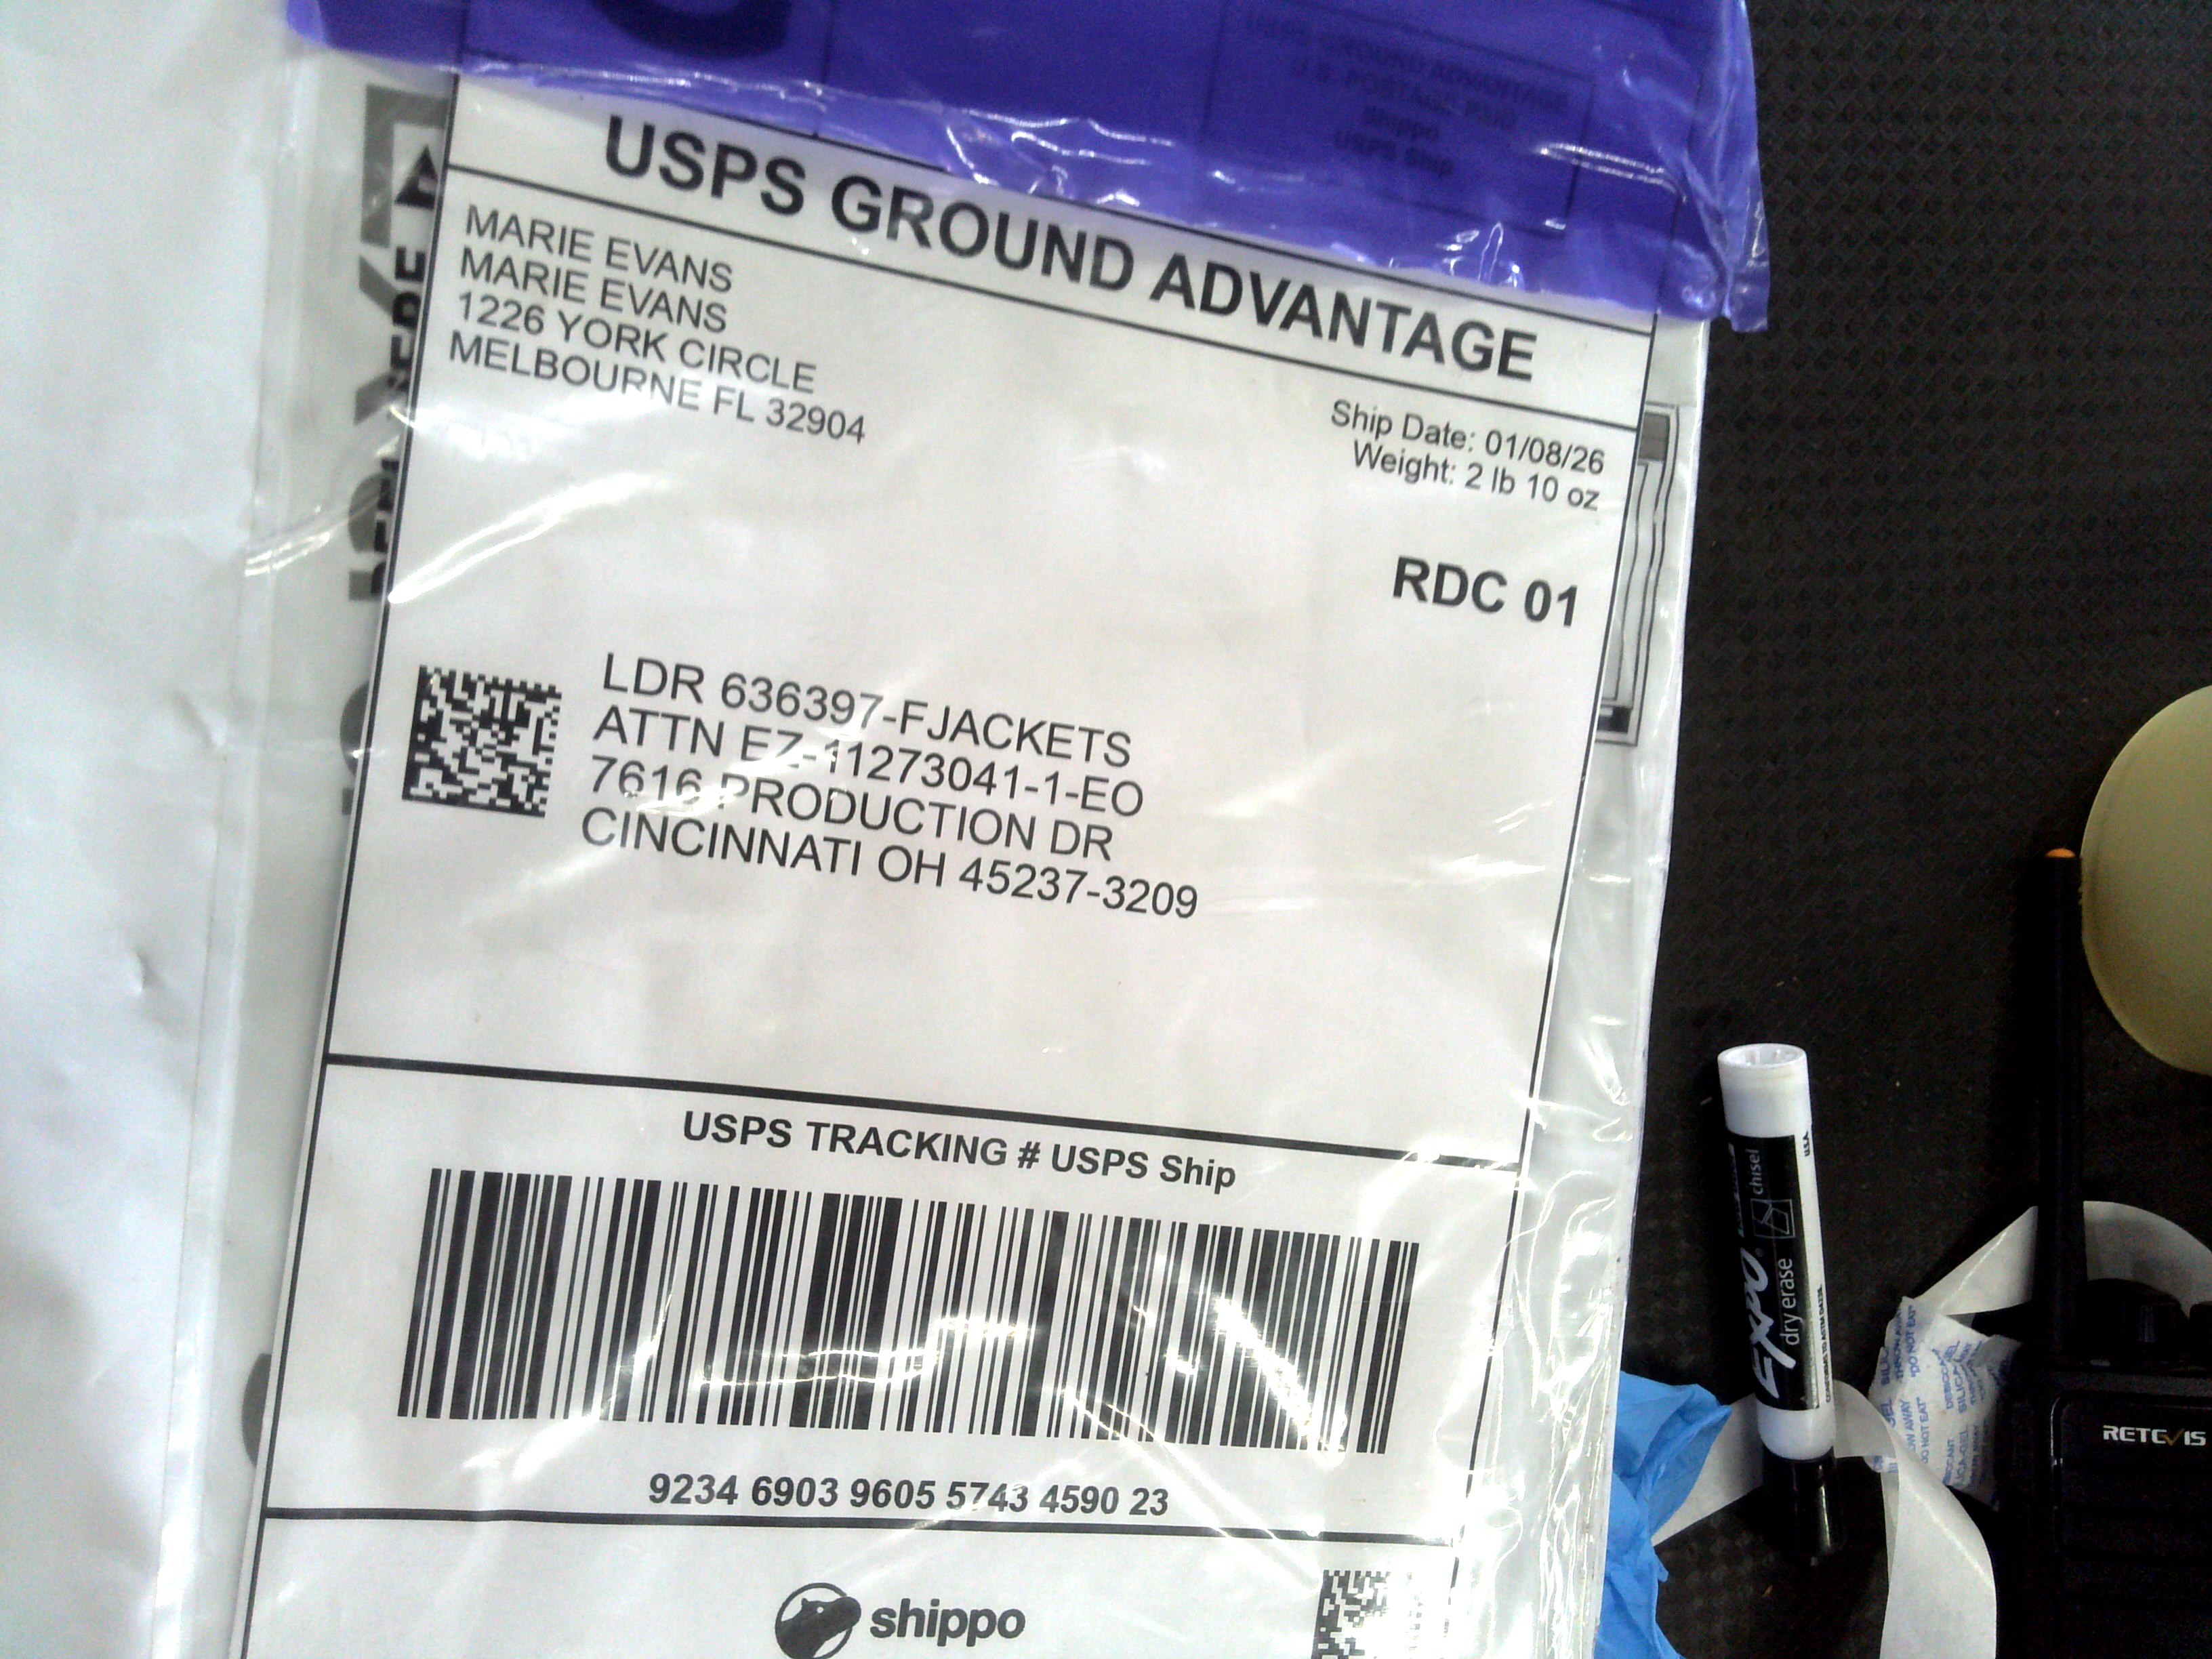 USPS GROUND ADVANTAGE
MARIE EVANS
MARIE EVANS
1226 YORK CIRCLE
MELBOURNE FL 32904
Ship Date: 01/08/26
Weight: 2 lb 10 oz
RDC 01
LDR 636397-FJACKETS
ATTN EZ-11273041-1-EO
7616 PRODUCTION DR
CINCINNATI OH 45237-3209
USPS TRACKING # USPS Ship
9234 6903 9605 5743 4590 23
shippo
EXPO
dry erase
chisel
USA
RETEVIS